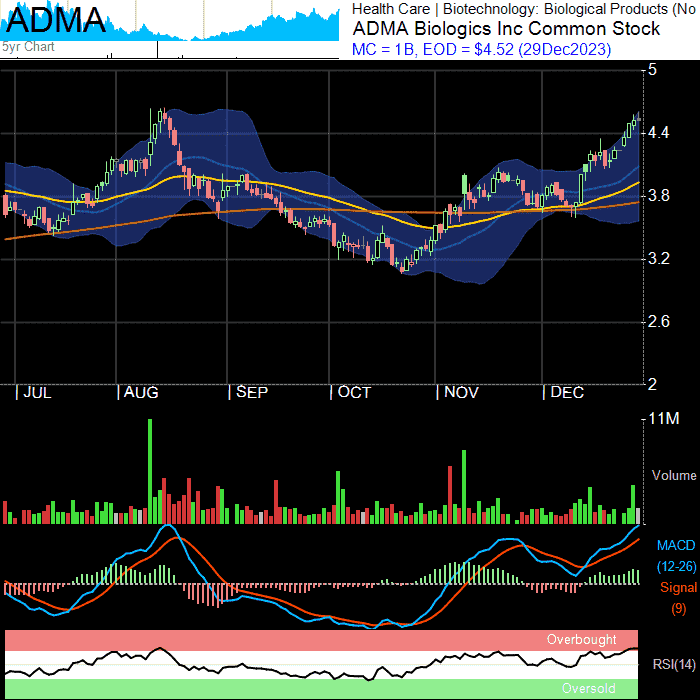 ADMA
5yr Chart
Health Care | Biotechnology: Biological Products (No
ADMA Biologics Inc Common Stock
MC = 1B, EOD = $4.52 (29Dec2023)
5
4.4
3.8
3.2
2.6
2
JUL AUG SEP OCT NOV DEC
11M
Volume
MACD
(12-26)
Signal
(9)
Overbought
RSI(14)
Oversold